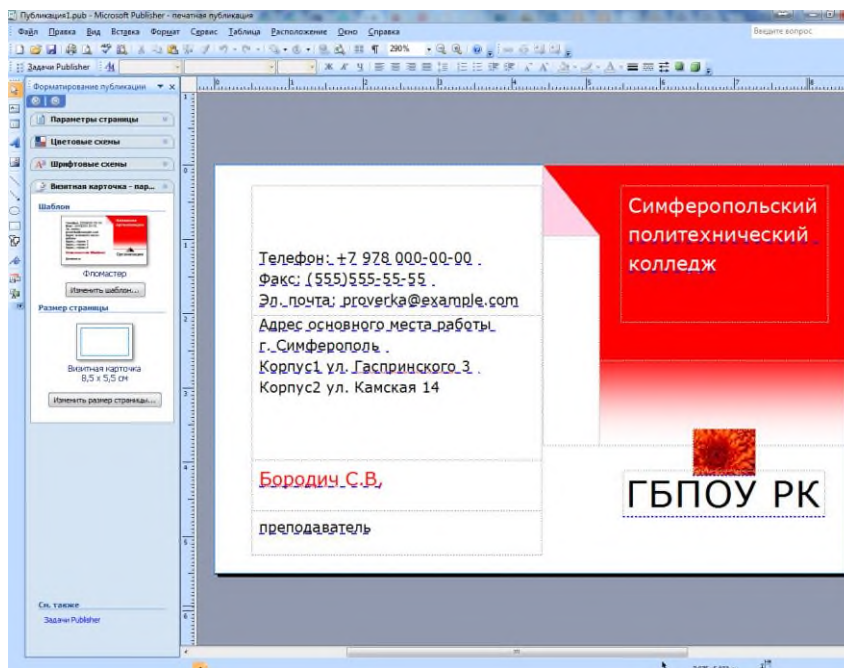 Публикация1.pub - Microsoft Publisher - печатная публикация
Файл Правка Вид Вставка Формат Сервис Таблица Расположение Окно Справка
Введите вопрос
290%
Задачи Publisher
Форматирование публикации
Параметры страницы
Цветовые схемы
Шрифтовые схемы
Визитная карточка - пар...
Шаблон
Фломастер
Изменить шаблон...
Размер страницы
Визитная карточка
8,5 x 5,5 см
Изменить размер страницы...
См. также
Задачи Publisher
Телефон: +7 978 000-00-00 .
Факс: (555)555-55-55 .
Эл. почта: proverka@example.com
Адрес основного места работы
г. Симферополь .
Корпус1 ул. Гаспринского 3 .
Корпус2 ул. Камская 14
Бородич С.В,
преподаватель
Симферопольский
политехнический
колледж
ГБПОУ РК